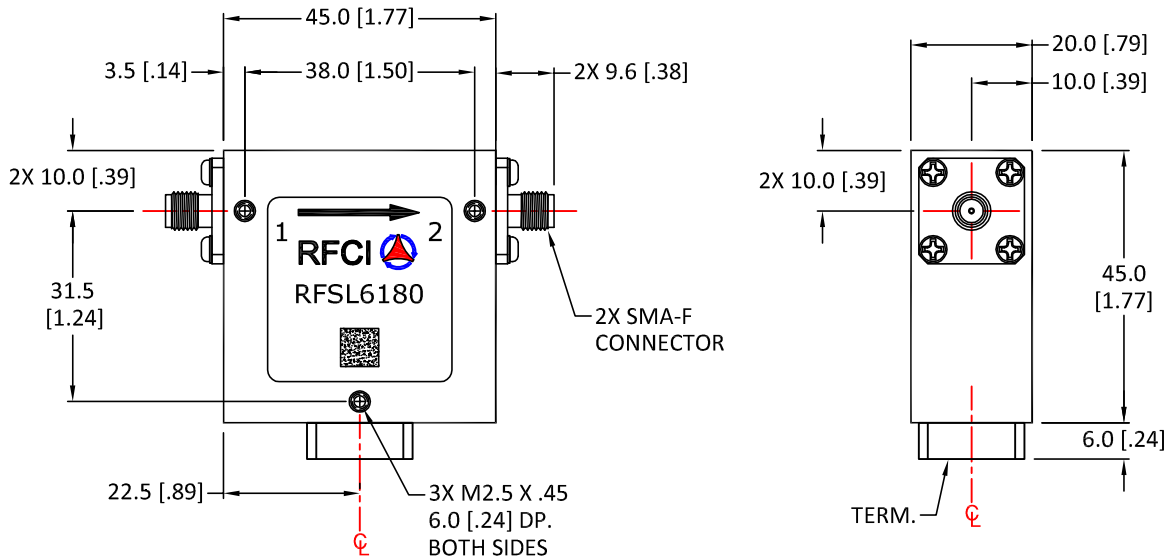 45.0 [1.77]
3.5 [.14]
38.0 [1.50]
2X 9.6 [.38]
2X 10.0 [.39]
1
2
RFCI
RFSL6180
31.5
[1.24]
2X SMA-F
CONNECTOR
22.5 [.89]
3X M2.5 X .45
6.0 [.24] DP.
BOTH SIDES
℄
20.0 [.79]
10.0 [.39]
2X 10.0 [.39]
45.0
[1.77]
6.0 [.24]
TERM.
℄